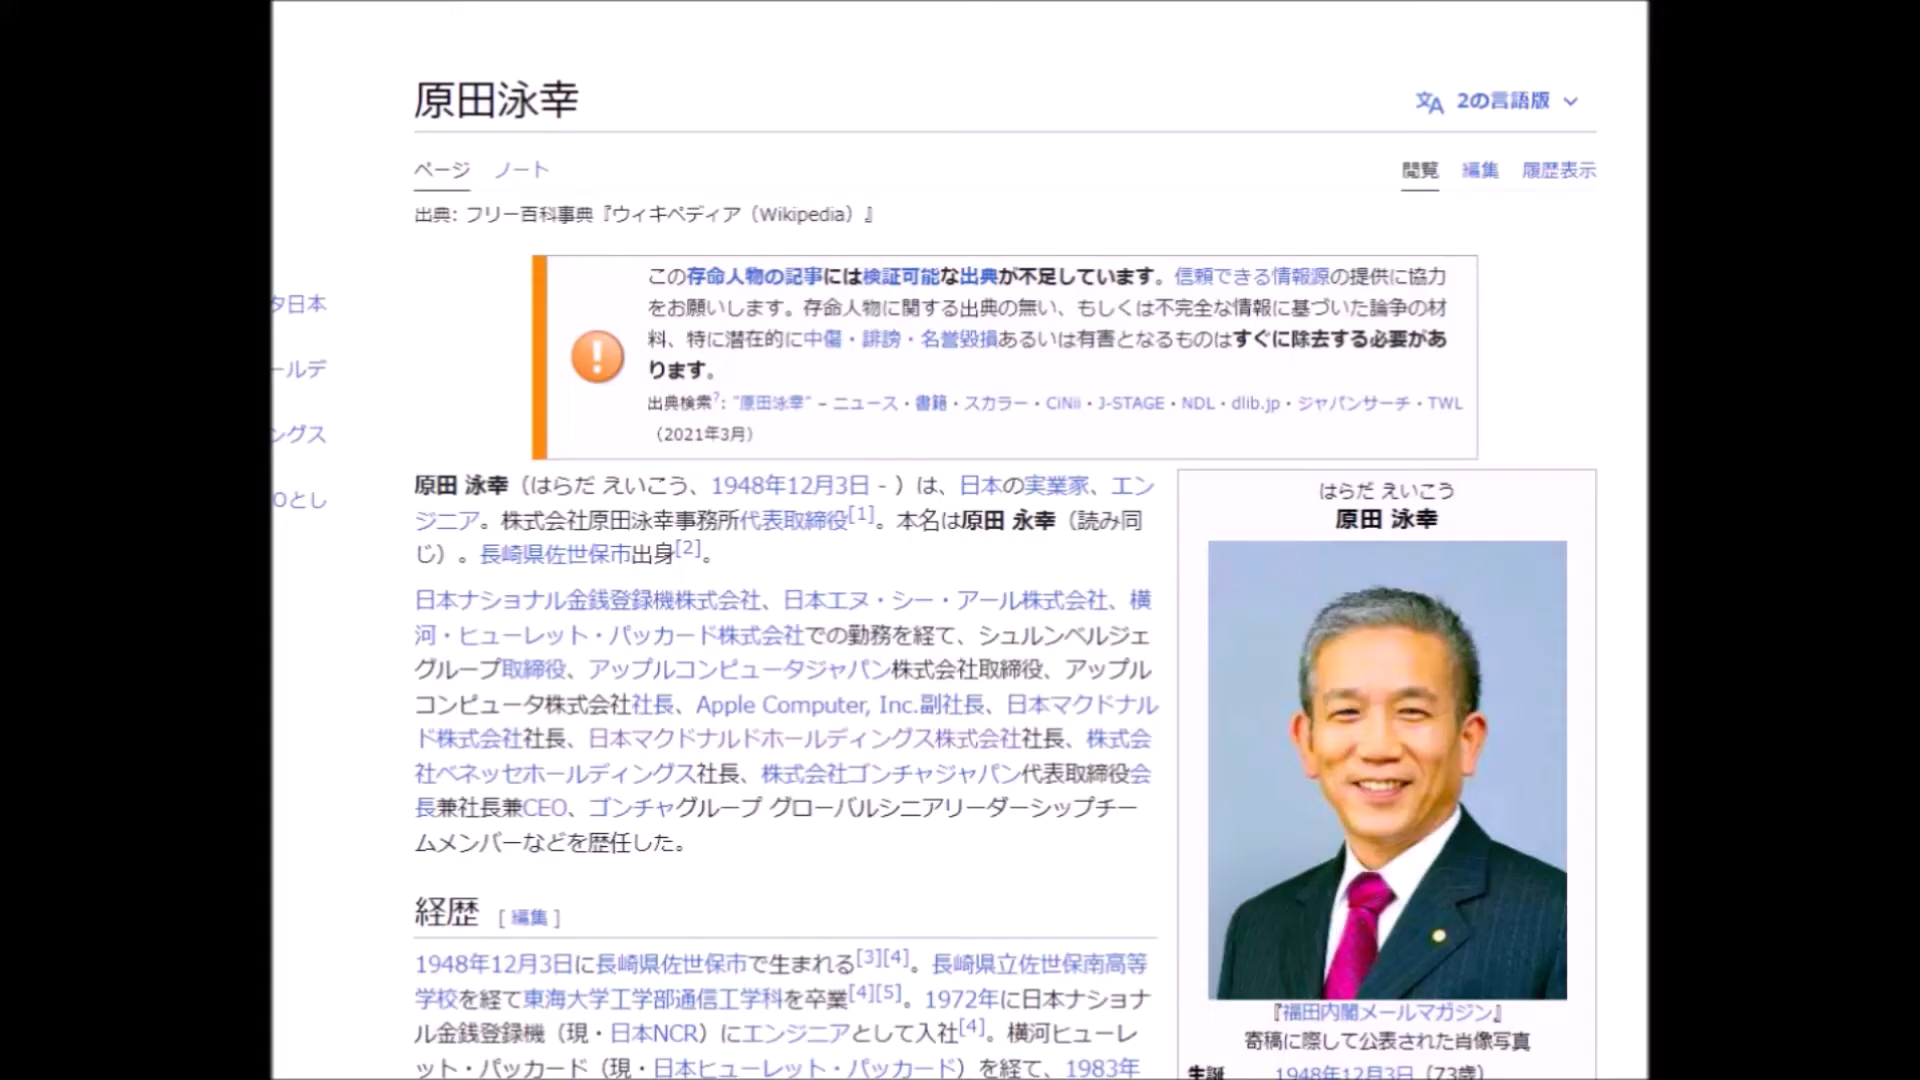 原田泳幸
2の言語版
ページ ノート
閲覧 編集 履歴表示
出典: フリー百科事典『ウィキペディア（Wikipedia）』
タ日本
ールデ
ングス
Oとし
この存命人物の記事には検証可能な出典が不足しています。信頼できる情報源の提供に協力
をお願いします。存命人物に関する出典の無い、もしくは不完全な情報に基づいた論争の材
料、特に潜在的に中傷・誹謗・名誉毀損あるいは有害となるものはすぐに除去する必要があ
ります。
出典検索?: "原田泳幸" – ニュース・書籍・スカラー・CiNii・J-STAGE・NDL・dlib.jp・ジャパンサーチ・TWL
（2021年3月）
原田 泳幸（はらだ えいこう、1948年12月3日 - ）は、日本の実業家、エン
ジニア。株式会社原田泳幸事務所代表取締役[1]。本名は原田 永幸（読み同
じ）。長崎県佐世保市出身[2]。
日本ナショナル金銭登録機株式会社、日本エヌ・シー・アール株式会社、横
河・ヒューレット・パッカード株式会社での勤務を経て、シュルンベルジェ
グループ取締役、アップルコンピュータジャパン株式会社取締役、アップル
コンピュータ株式会社社長、Apple Computer, Inc.副社長、日本マクドナル
ド株式会社社長、日本マクドナルドホールディングス株式会社社長、株式会
社ベネッセホールディングス社長、株式会社ゴンチャジャパン代表取締役会
長兼社長兼CEO、ゴンチャグループ グローバルシニアリーダーシップチー
ムメンバーなどを歴任した。
経歴 [ 編集 ]
1948年12月3日に長崎県佐世保市で生まれる[3][4]。長崎県立佐世保南高等
学校を経て東海大学工学部通信工学科を卒業[4][5]。1972年に日本ナショナ
ル金銭登録機（現・日本NCR）にエンジニアとして入社[4]。横河ヒューレ
ット・パッカード（現・日本ヒューレット・パッカード）を経て、1983年
はらだ えいこう
原田 泳幸
『福田内閣メールマガジン』
寄稿に際して公表された肖像写真
生誕 1948年12月3日（73歳）